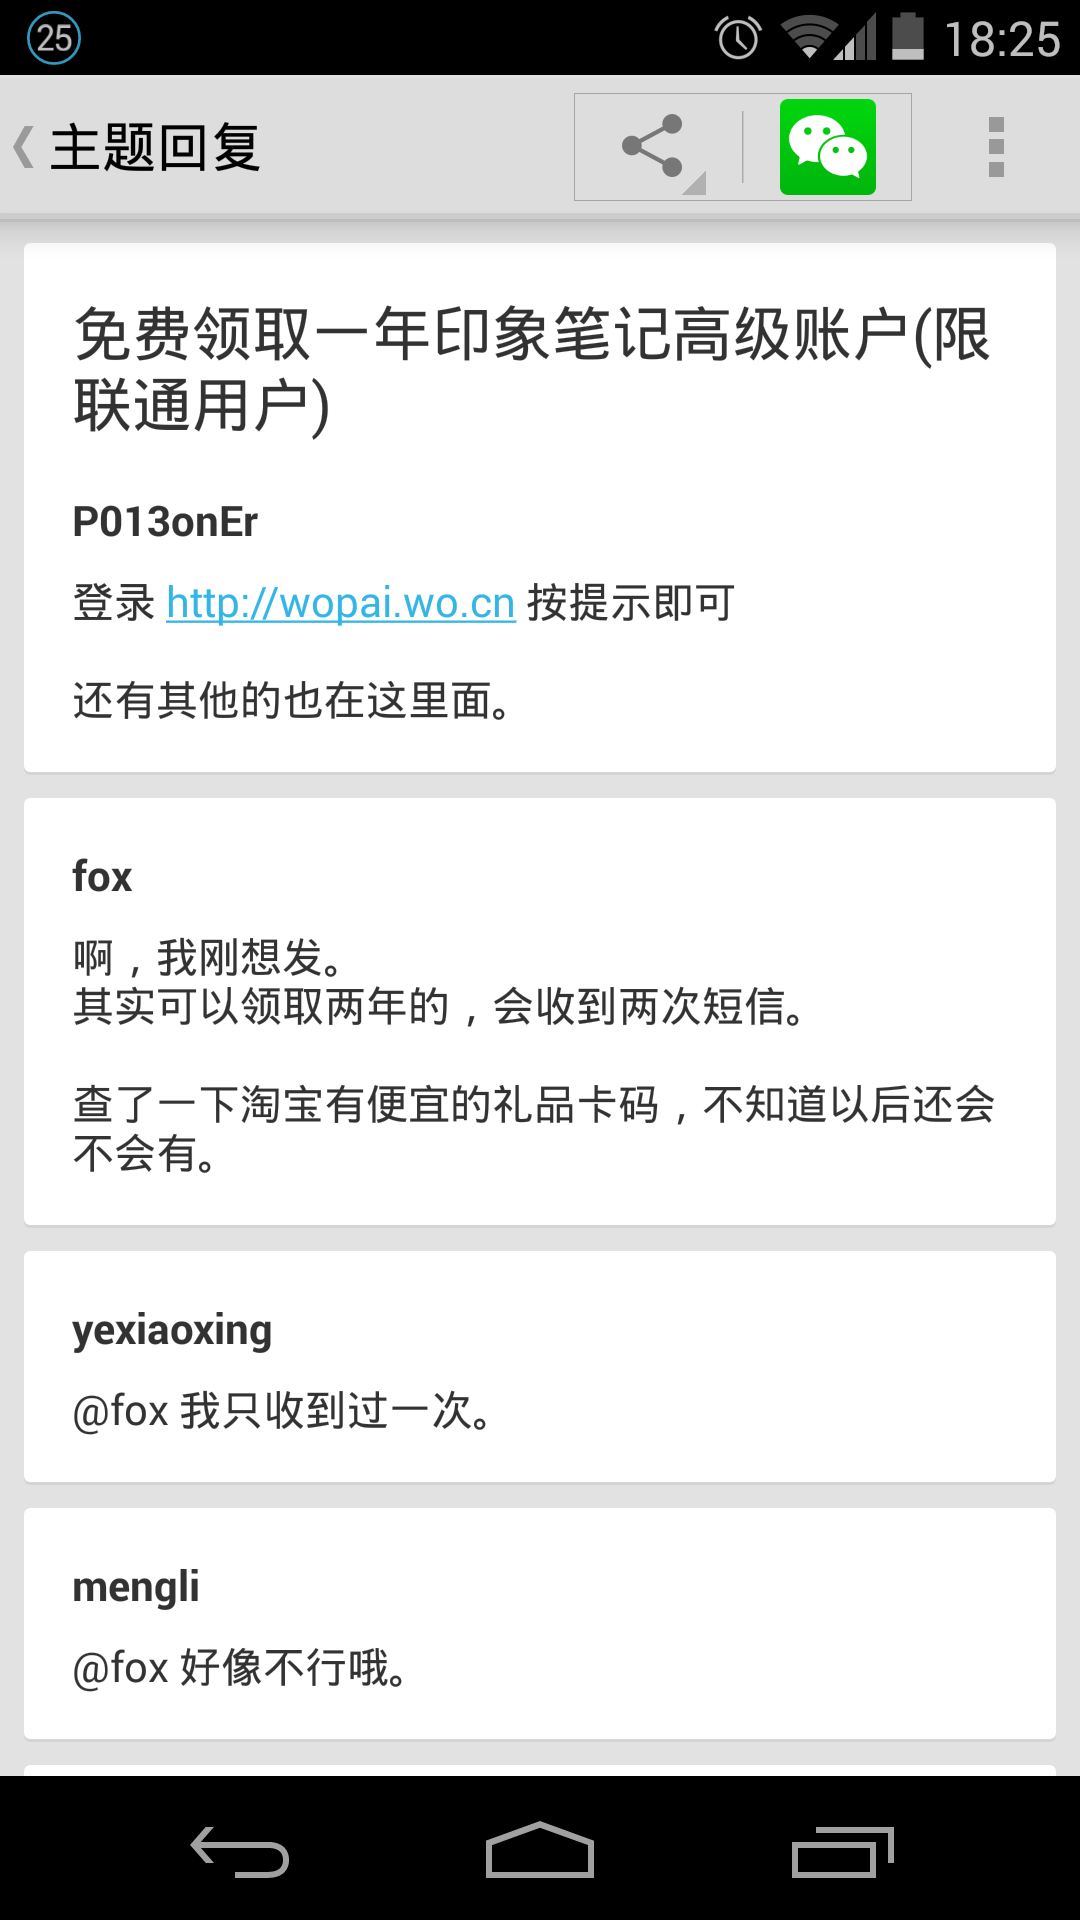 25
18:25
主题回复
免费领取一年印象笔记高级账户(限
联通用户)
P013onEr
登录 http://wopai.wo.cn 按提示即可
还有其他的也在这里面。
fox
啊，我刚想发。
其实可以领取两年的，会收到两次短信。
查了一下淘宝有便宜的礼品卡码，不知道以后还会
不会有。
yexiaoxing
@fox 我只收到过一次。
mengli
@fox 好像不行哦。